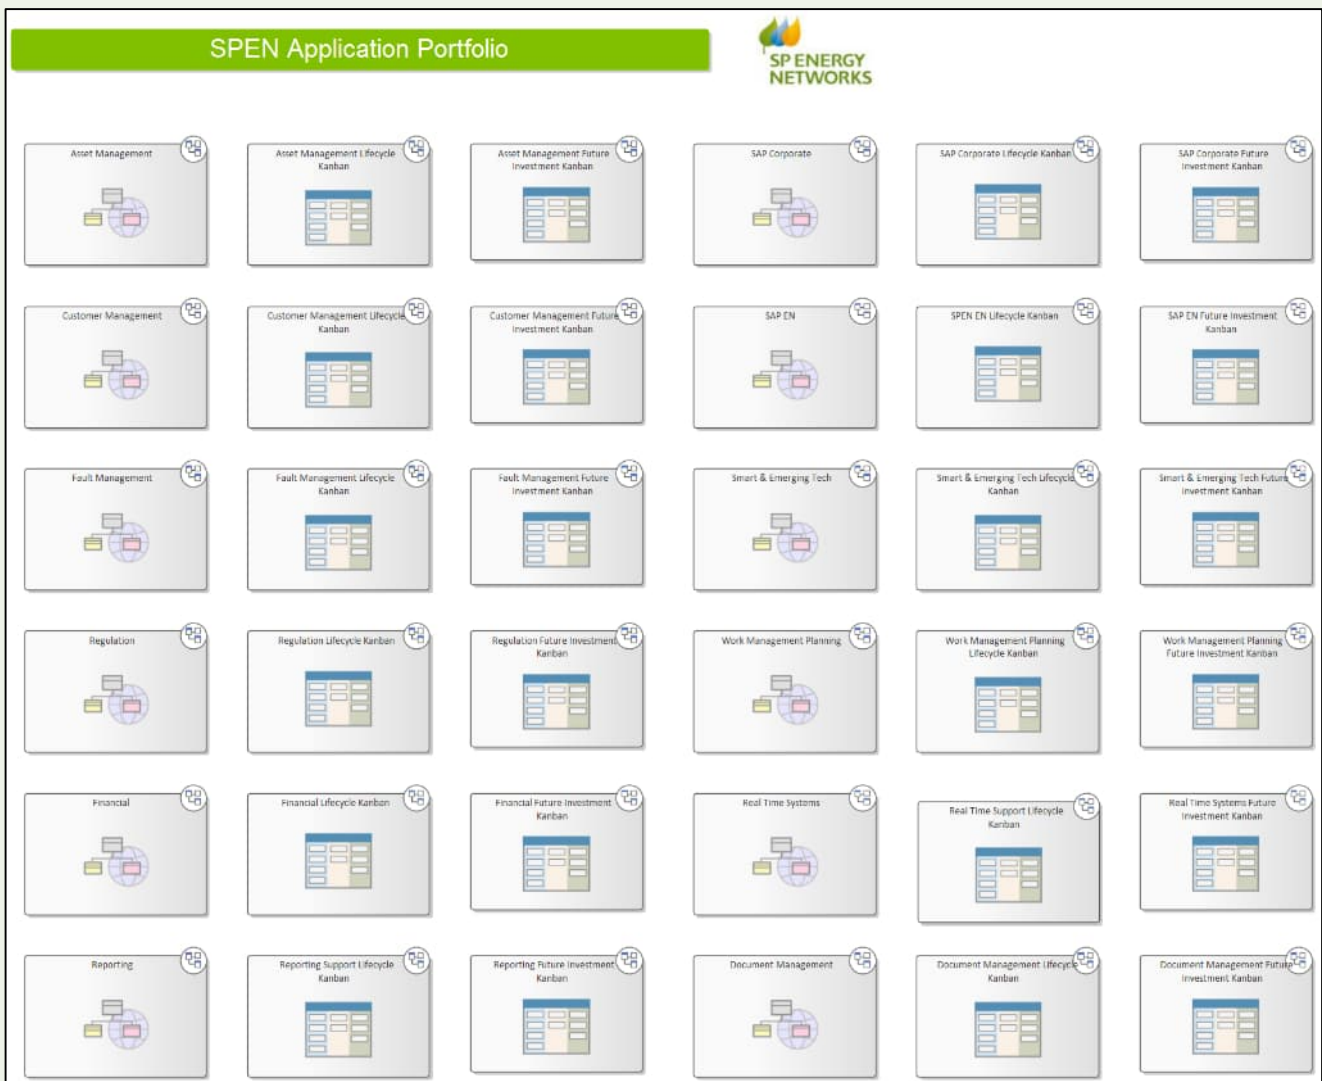 SPEN Application Portfolio
SP ENERGY
NETWORKS
Asset Management
Asset Management Lifecycle
Kanban
Asset Management Future
Investment Kanban
SAP Corporate
SAP Corporate Lifecycle Kanban
SAP Corporate Future
Investment Kanban
Customer Management
Customer Management Lifecycle
Kanban
Customer Management Future
Investment Kanban
SAP EN
SPEN EN Lifecycle Kanban
SAP EN Future Investment
Kanban
Fault Management
Fault Management Lifecycle
Kanban
Fault Management Future
Investment Kanban
Smart & Emerging Tech
Smart & Emerging Tech Lifecycle
Kanban
Smart & Emerging Tech Future
Investment Kanban
Regulation
Regulation Lifecycle Kanban
Regulation Future Investment
Kanban
Work Management Planning
Work Management Planning
Lifecycle Kanban
Work Management Planning
Future Investment Kanban
Financial
Financial Lifecycle Kanban
Financial Future Investment
Kanban
Real Time Systems
Real Time Support Lifecycle
Kanban
Real Time Systems Future
Investment Kanban
Reporting
Reporting Support Lifecycle
Kanban
Reporting Future Investment
Kanban
Document Management
Document Management Lifecycle
Kanban
Document Management Future
Investment Kanban